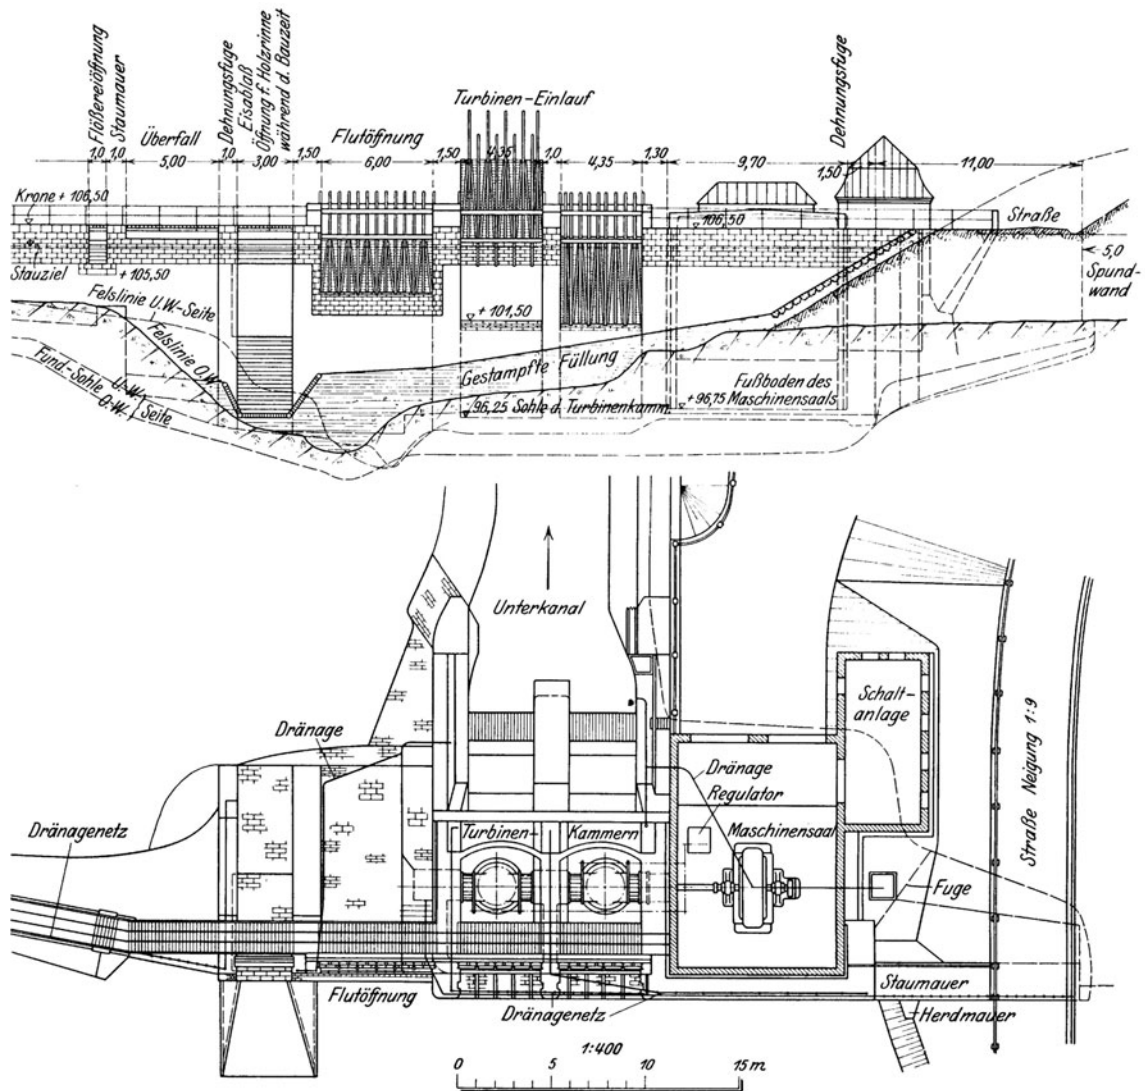 Flößereiöffnung
Staumauer
Überfall
Dehnungsfuge
Eisablaß
Öffnung f. Holzrinne
während d. Bauzeit
Flutöffnung
Turbinen-Einlauf
Dehnungsfuge
1,0
1,0
5,00
1,0
3,00
1,50
6,00
1,50
4,35
1,0
4,35
1,30
9,70
1,50
11,00
Krone + 106,50
106,50
Straße
Stauziel
+ 105,50
5,0
Spund-
wand
Felslinie U.W.-Seite
Felslinie O.W.
+ 101,50
Fund-Sohle U.W. Seite
O.W.
Gestampfte Füllung
Fußboden des
+ 96,75 Maschinensaals
96,25 Sohle d. Turbinenkamm.
Unterkanal
Schalt-
anlage
Dränage
Dränage
Regulator
Straße Neigung 1:9
Dränagenetz
Turbinen-
Kammern
Maschinensaal
Fuge
Flutöffnung
Staumauer
Dränagenetz
Herdmauer
1:400
0 5 10 15 m